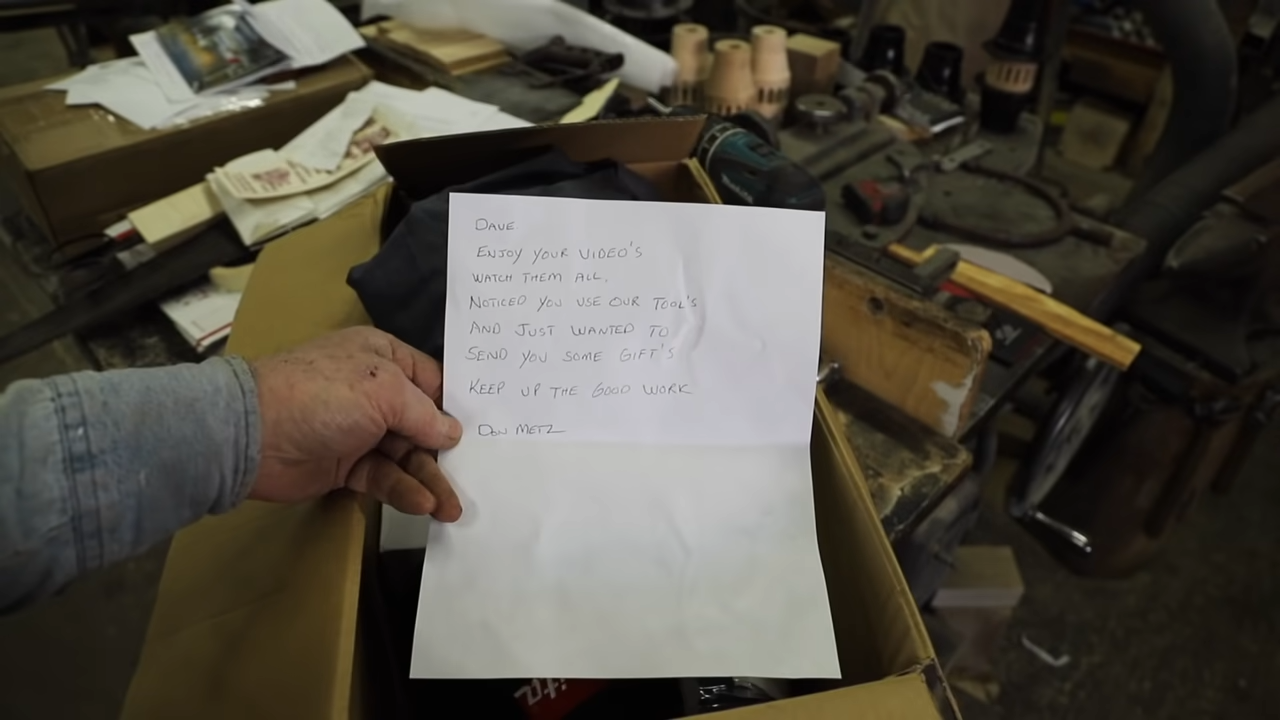 DAVE
ENJOY YOUR VIDEO'S
WATCH THEM ALL.
NOTICED YOU USE OUR TOOL'S
AND JUST WANTED TO
SEND YOU SOME GIFT'S
KEEP UP THE GOOD WORK
DON METZ